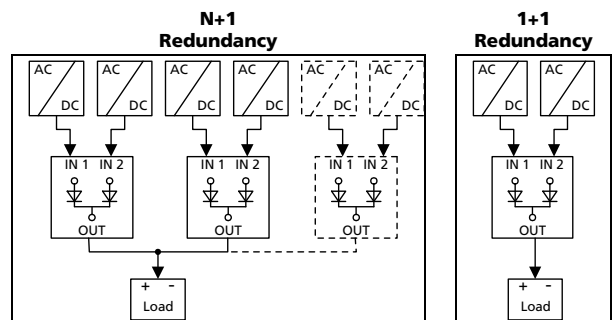 N+1
Redundancy
1+1
Redundancy
AC AC AC AC AC AC
DC DC DC DC DC DC
AC AC
DC DC
IN 1 IN 2 IN 1 IN 2 IN 1 IN 2
OUT OUT OUT
IN 1 IN 2
OUT
+ -
Load
+ -
Load